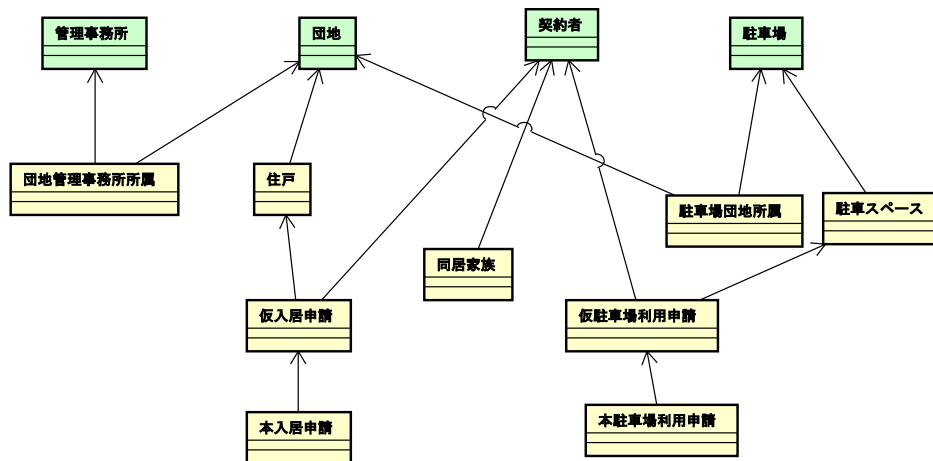 管理事務所
団地
契約者
駐車場
団地管理事務所所属
住戸
駐車場団地所属
駐車スペース
同居家族
仮入居申請
仮駐車場利用申請
本入居申請
本駐車場利用申請